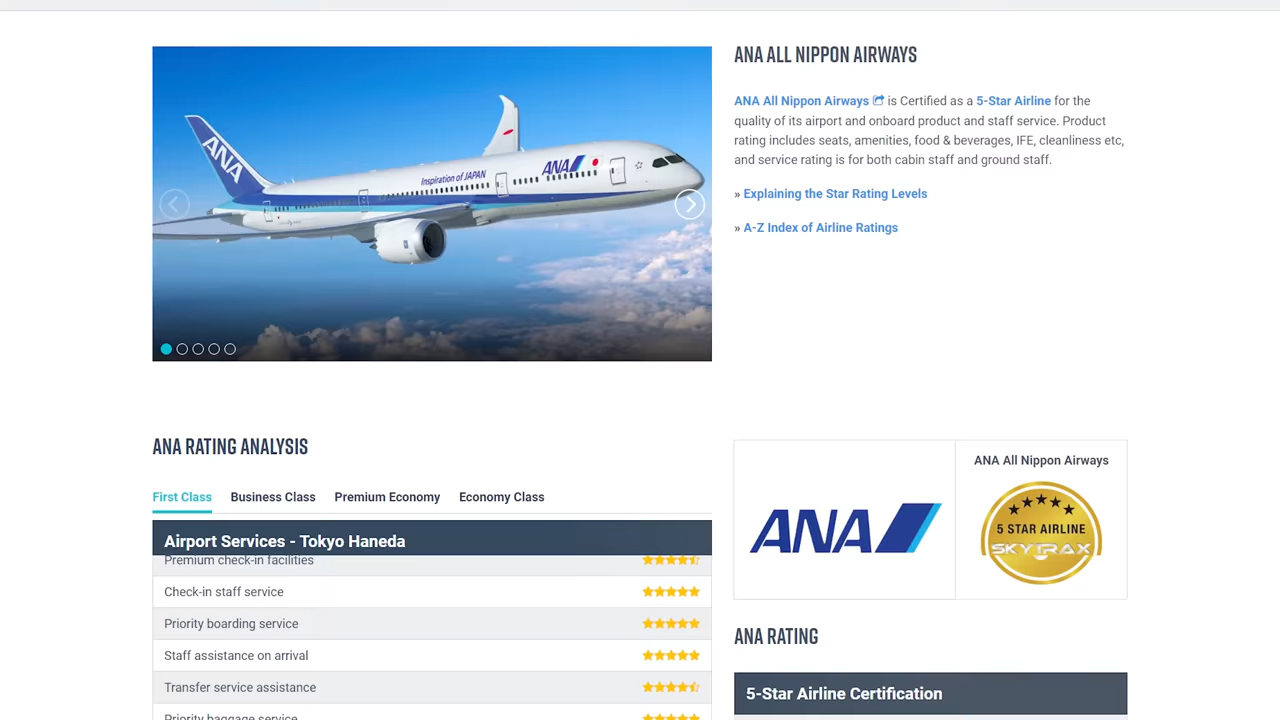 ANA
Inspiration of JAPAN
ANA
ANA ALL NIPPON AIRWAYS
ANA All Nippon Airways is Certified as a 5-Star Airline for the
quality of its airport and onboard product and staff service. Product
rating includes seats, amenities, food & beverages, IFE, cleanliness etc,
and service rating is for both cabin staff and ground staff.
» Explaining the Star Rating Levels
» A-Z Index of Airline Ratings
ANA RATING ANALYSIS
First Class Business Class Premium Economy Economy Class
Airport Services - Tokyo Haneda
Premium check-in facilities
Check-in staff service
Priority boarding service
Staff assistance on arrival
Transfer service assistance
Priority baggage service
ANA
ANA All Nippon Airways
5 STAR AIRLINE
SKYTRAX
ANA RATING
5-Star Airline Certification